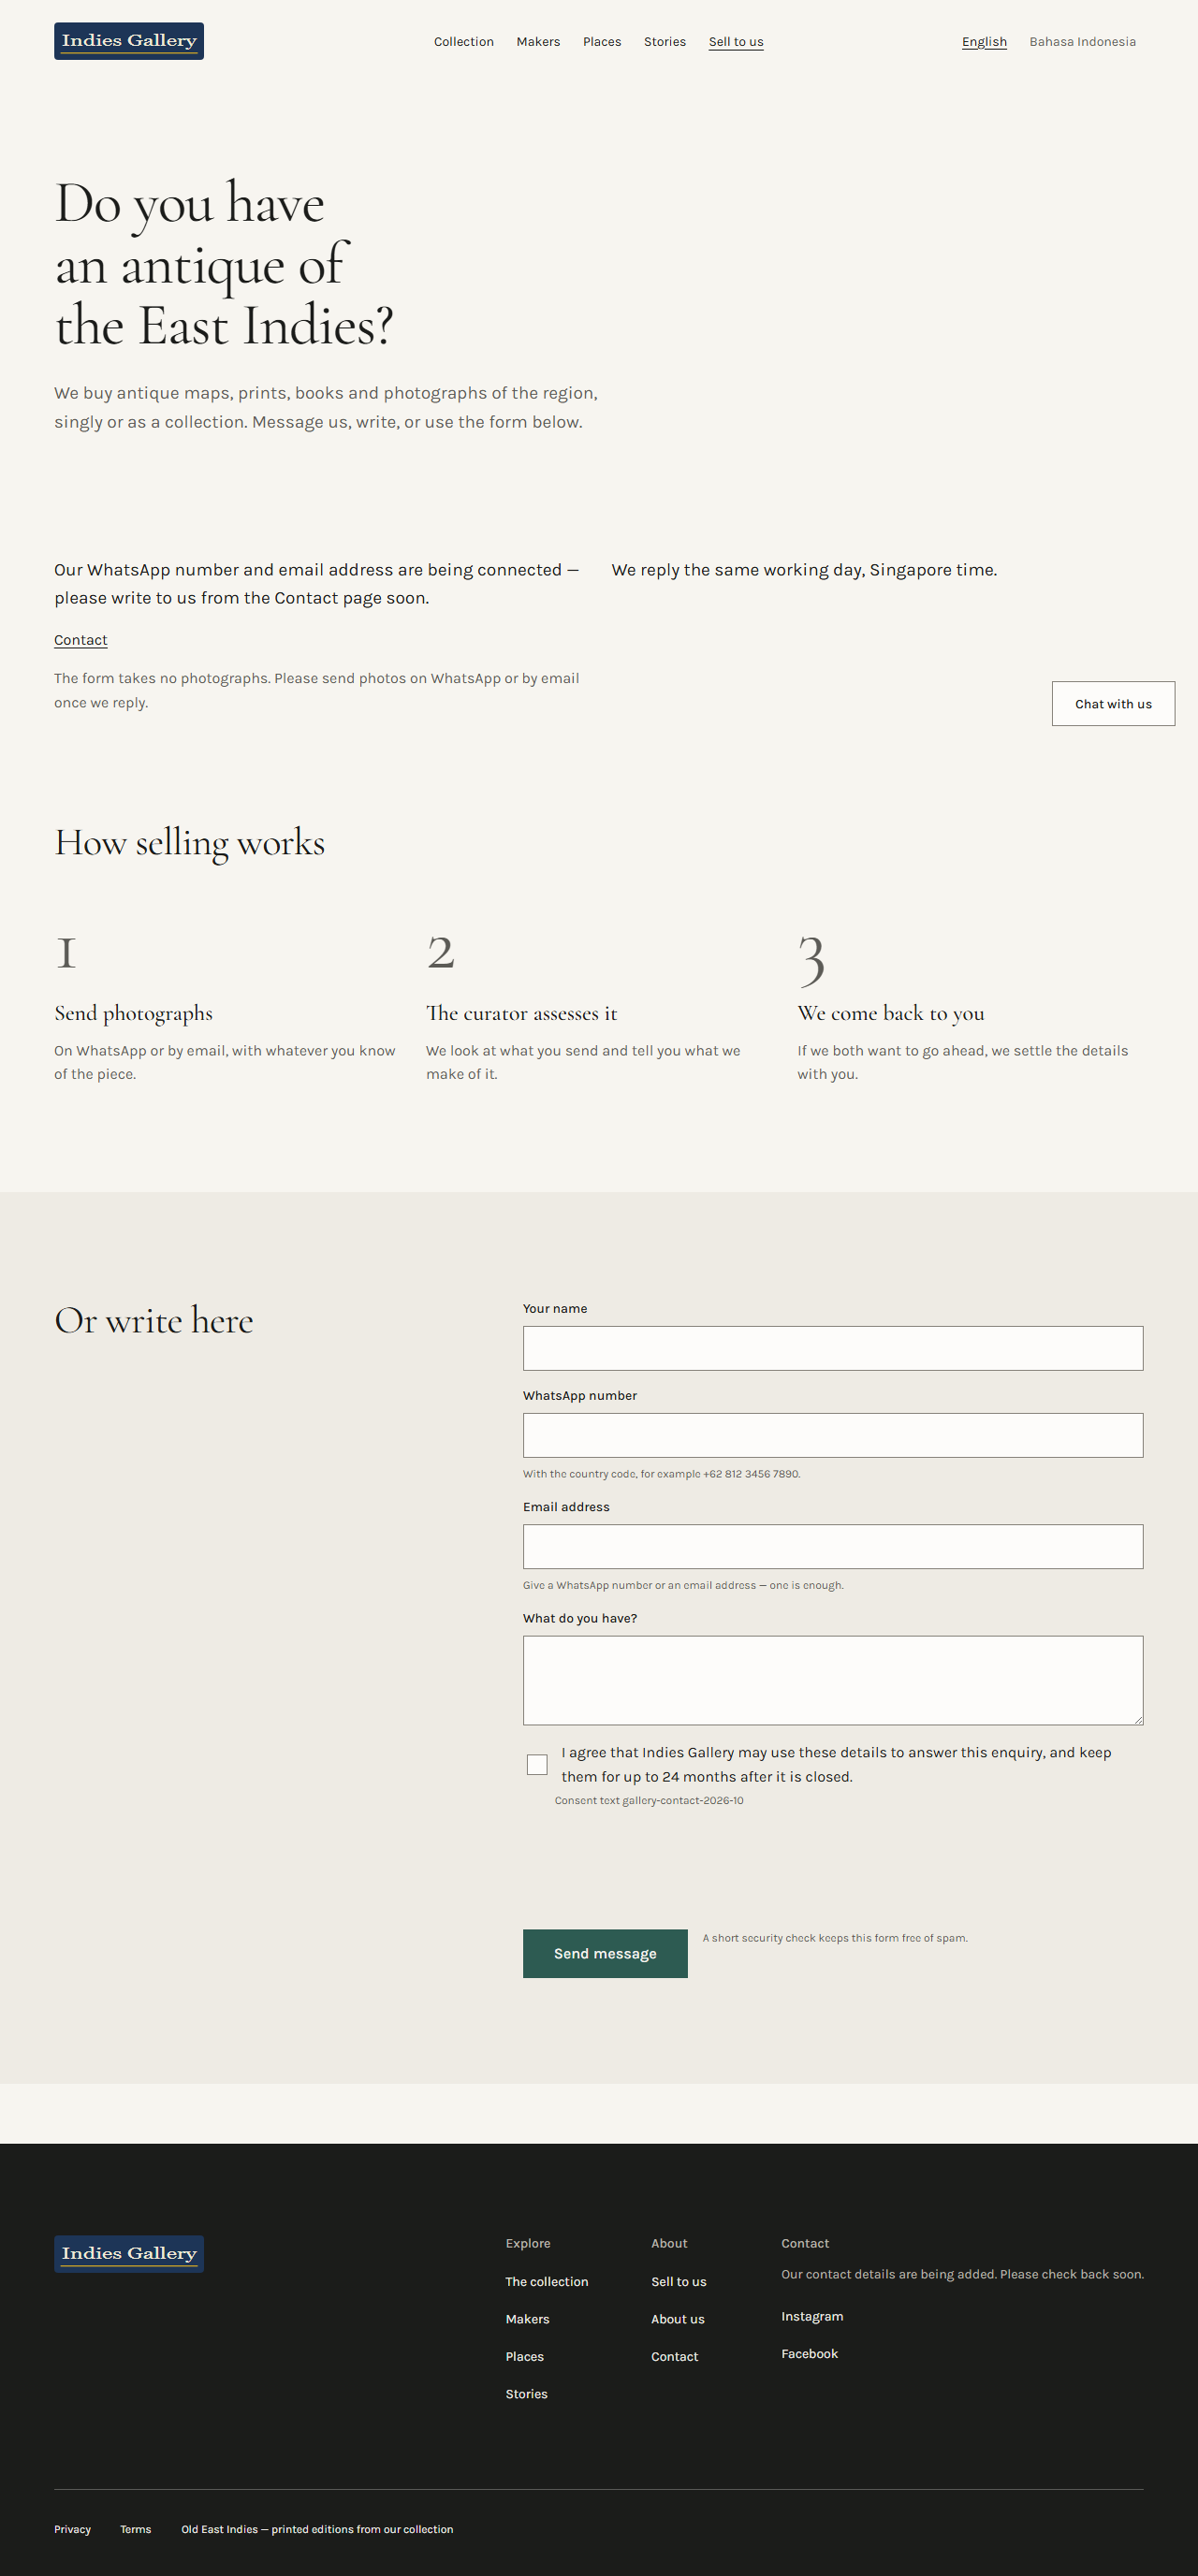 Indies Gallery
Collection Makers Places Stories Sell to us
English Bahasa Indonesia
Do you have
an antique of
the East Indies?
We buy antique maps, prints, books and photographs of the region,
singly or as a collection. Message us, write, or use the form below.
Our WhatsApp number and email address are being connected —
please write to us from the Contact page soon.
Contact
The form takes no photographs. Please send photos on WhatsApp or by email
once we reply.
We reply the same working day, Singapore time.
Chat with us
How selling works
1
Send photographs
On WhatsApp or by email, with whatever you know
of the piece.
2
The curator assesses it
We look at what you send and tell you what we
make of it.
3
We come back to you
If we both want to go ahead, we settle the details
with you.
Or write here
Your name
WhatsApp number
With the country code, for example +62 812 3456 7890.
Email address
Give a WhatsApp number or an email address — one is enough.
What do you have?
I agree that Indies Gallery may use these details to answer this enquiry, and keep
them for up to 24 months after it is closed.
Consent text gallery-contact-2026-10
Send message
A short security check keeps this form free of spam.
Indies Gallery
Explore
The collection
Makers
Places
Stories
About
Sell to us
About us
Contact
Contact
Our contact details are being added. Please check back soon.
Instagram
Facebook
Privacy Terms Old East Indies — printed editions from our collection